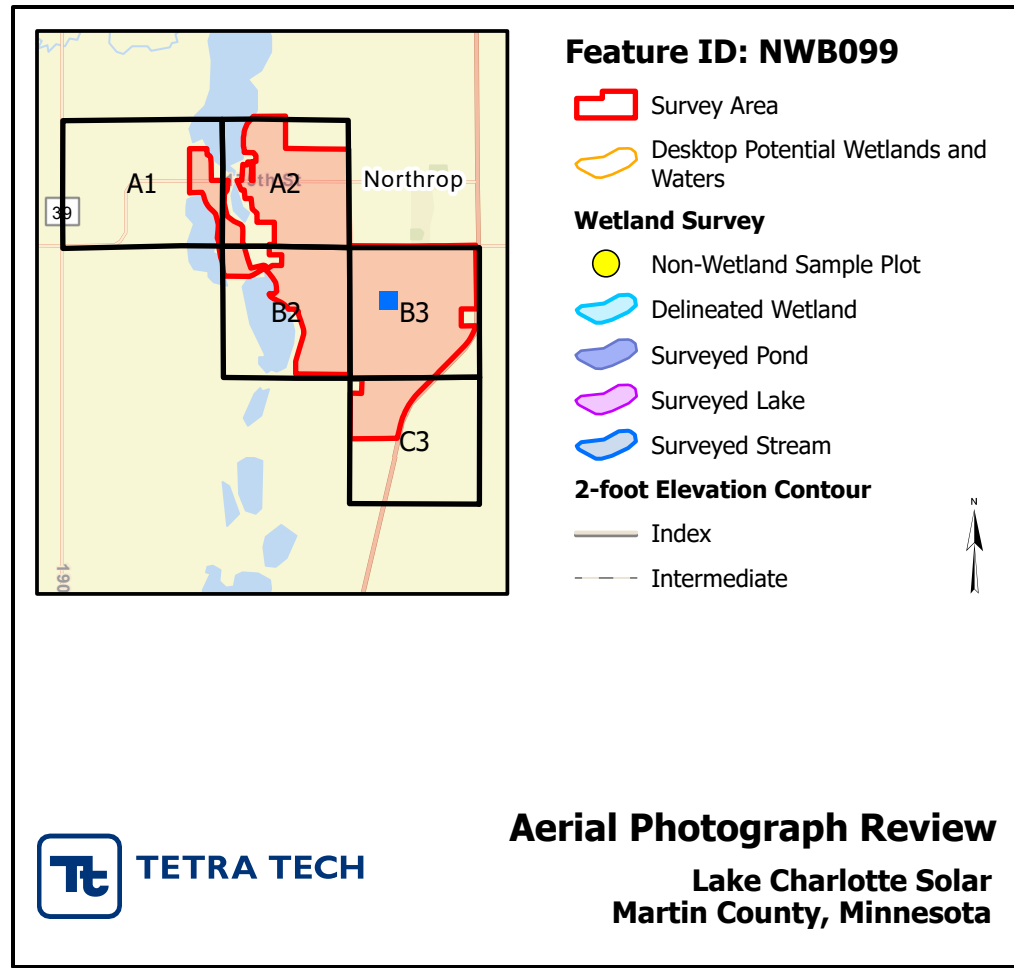 Feature ID: NWB099
Survey Area
Desktop Potential Wetlands and
Waters
Wetland Survey
Non-Wetland Sample Plot
Delineated Wetland
Surveyed Pond
Surveyed Lake
Surveyed Stream
2-foot Elevation Contour
Index
Intermediate
N
A1
A2
Northrop
39
B2
B3
C3
190
Aerial Photograph Review
Lake Charlotte Solar
Martin County, Minnesota
Tt
TETRA TECH